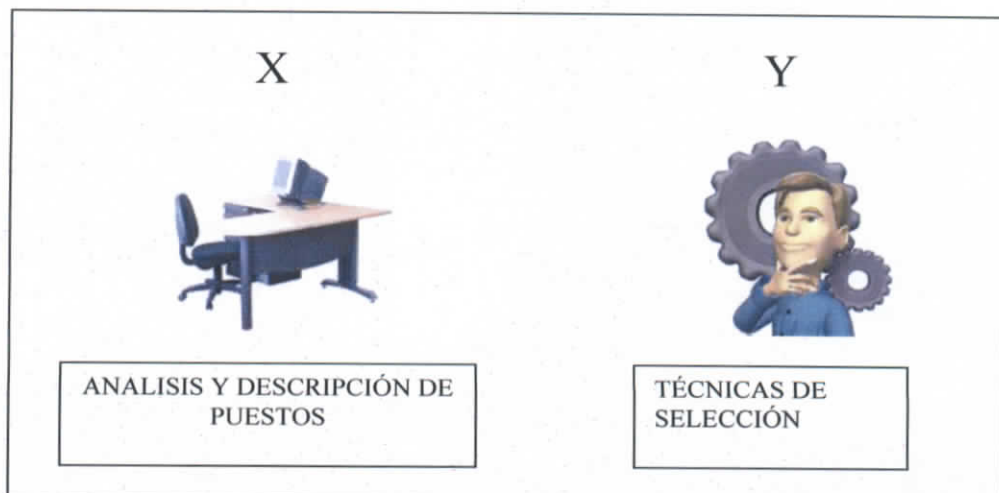 X
Y
ANALISIS Y DESCRIPCIÓN DE
PUESTOS
TÉCNICAS DE
SELECCIÓN